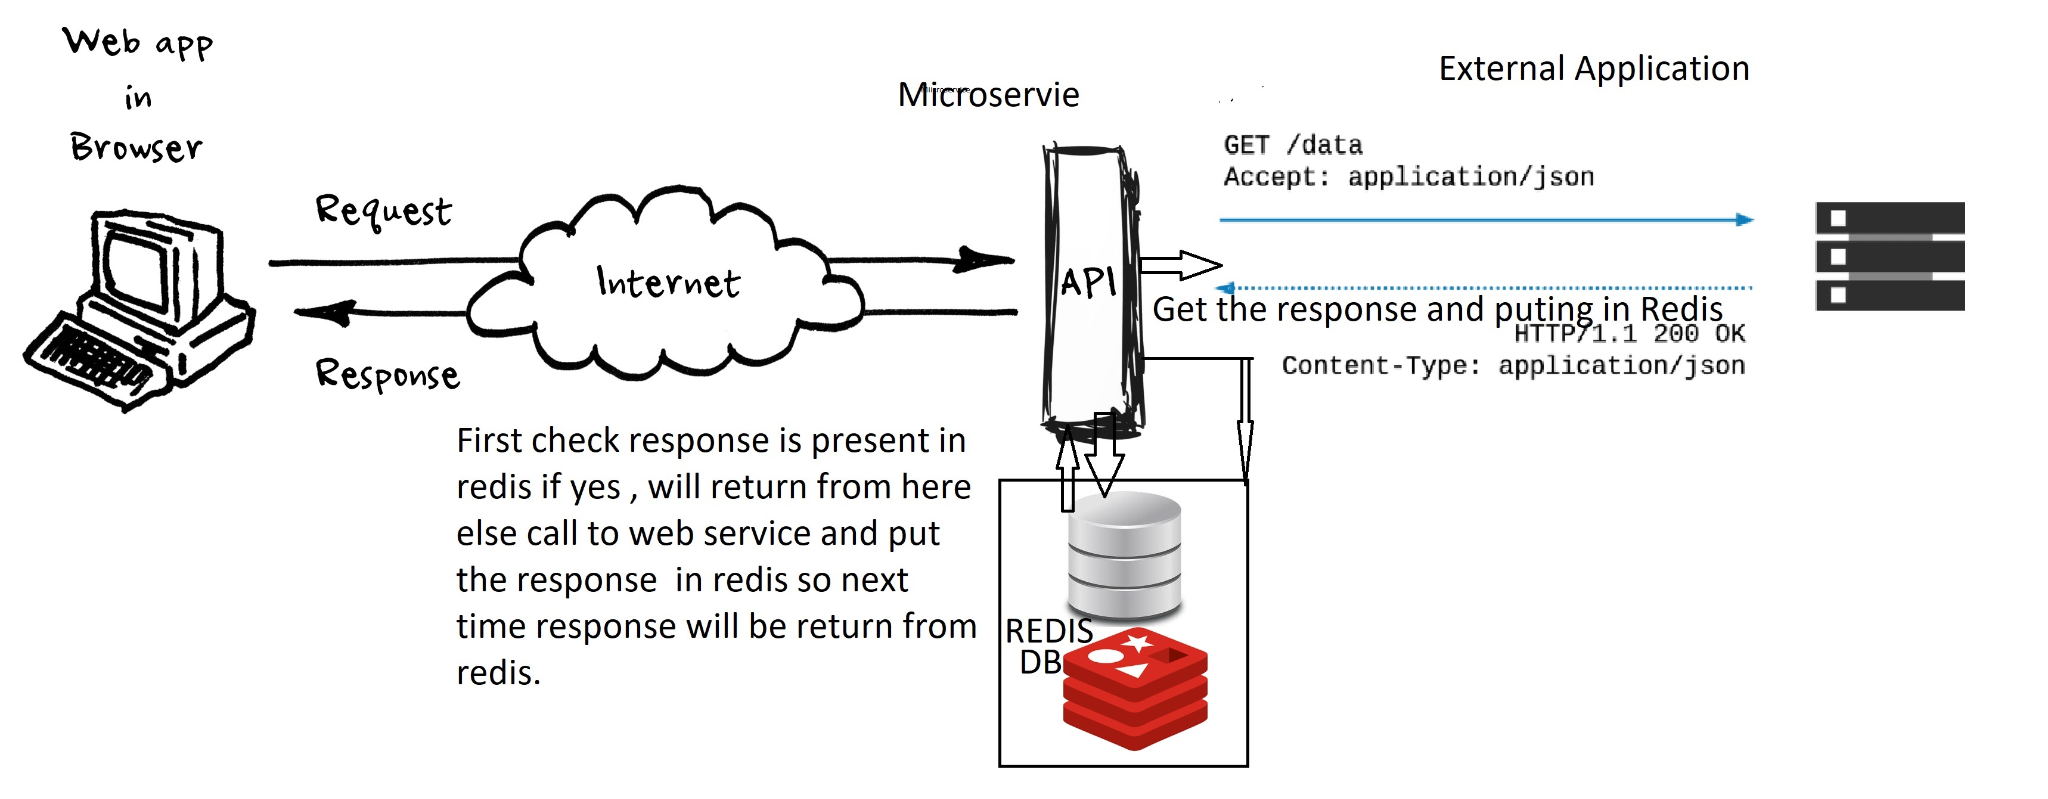 Web app
in
Browser
Request
Internet
Response
Microservie
API
External Application
GET /data
Accept: application/json
Get the response and puting in Redis
HTTP/1.1 200 OK
Content-Type: application/json
First check response is present in
redis if yes , will return from here
else call to web service and put
the response  in redis so next
time response will be return from
redis.
REDIS
DB